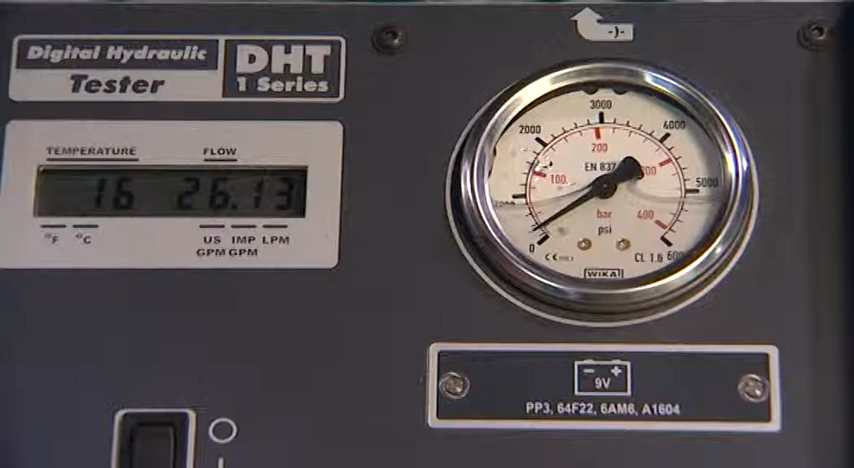 Digital Hydraulic
Tester
DHT
1 Series
TEMPERATURE FLOW
16 26.13
°F °C
US IMP LPM
GPM GPM
0
2000
3000
4000
5000
100
200
400
EN 837
bar
psi
CL 1.6
WIKA
9V
PP3, 64F22, 6AM6, A1604